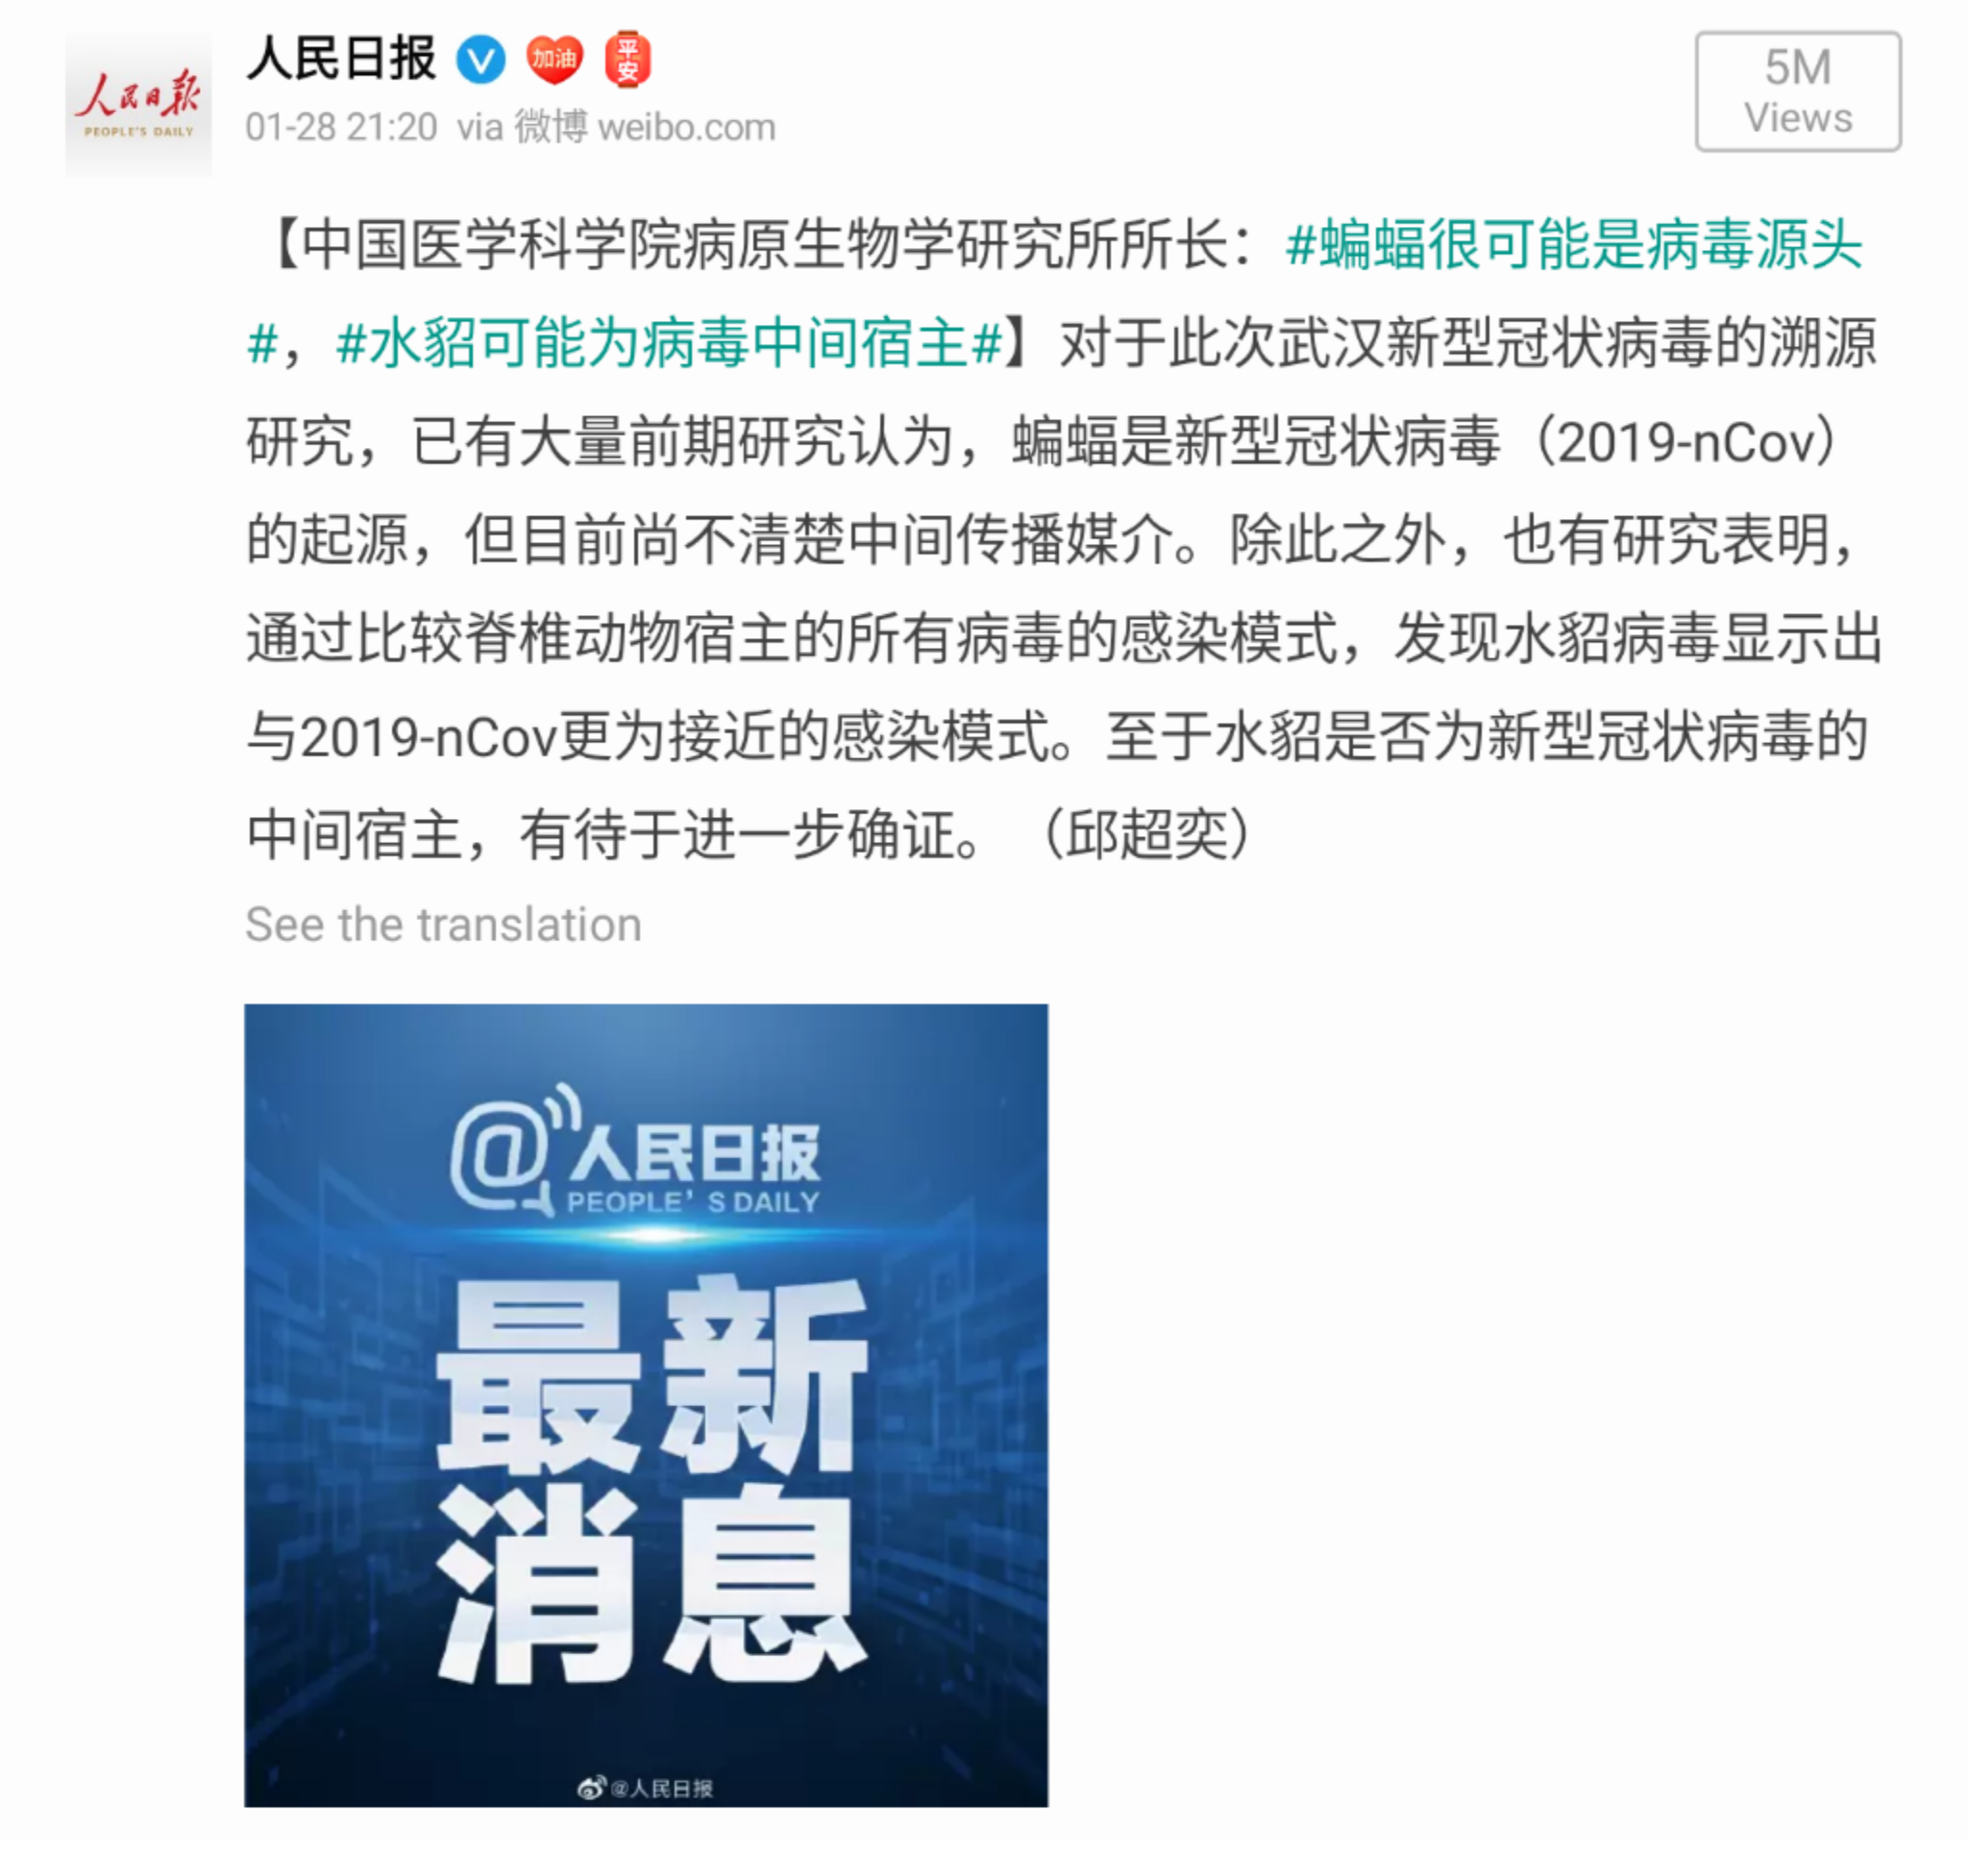 人民日报
PEOPLE'S DAILY
人民日报 V 加油 平安
01-28 21:20 via 微博 weibo.com
5M
Views
【中国医学科学院病原生物学研究所所长：#蝙蝠很可能是病毒源头
#，#水貂可能为病毒中间宿主#】对于此次武汉新型冠状病毒的溯源
研究，已有大量前期研究认为，蝙蝠是新型冠状病毒（2019-nCov）
的起源，但目前尚不清楚中间传播媒介。除此之外，也有研究表明，
通过比较脊椎动物宿主的所有病毒的感染模式，发现水貂病毒显示出
与2019-nCov更为接近的感染模式。至于水貂是否为新型冠状病毒的
中间宿主，有待于进一步确证。（邱超奕）
See the translation
@人民日报
PEOPLE'S DAILY
最新
消息
@人民日报